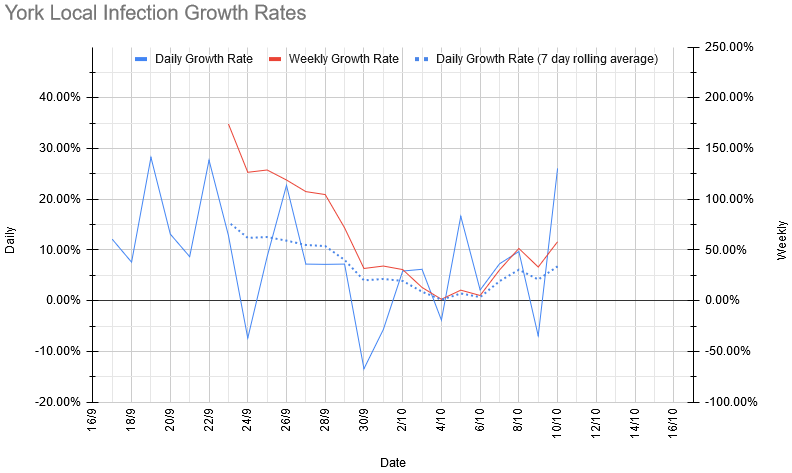 York Local Infection Growth Rates
Daily Growth Rate Weekly Growth Rate Daily Growth Rate (7 day rolling average)
250.00%
40.00% 200.00%
30.00% 150.00%
20.00% 100.00%
10.00% 50.00%
0.00% 0.00%
-10.00% -50.00%
-20.00% -100.00%
Daily
Weekly
16/9 18/9 20/9 22/9 24/9 26/9 28/9 30/9 2/10 4/10 6/10 8/10 10/10 12/10 14/10 16/10
Date